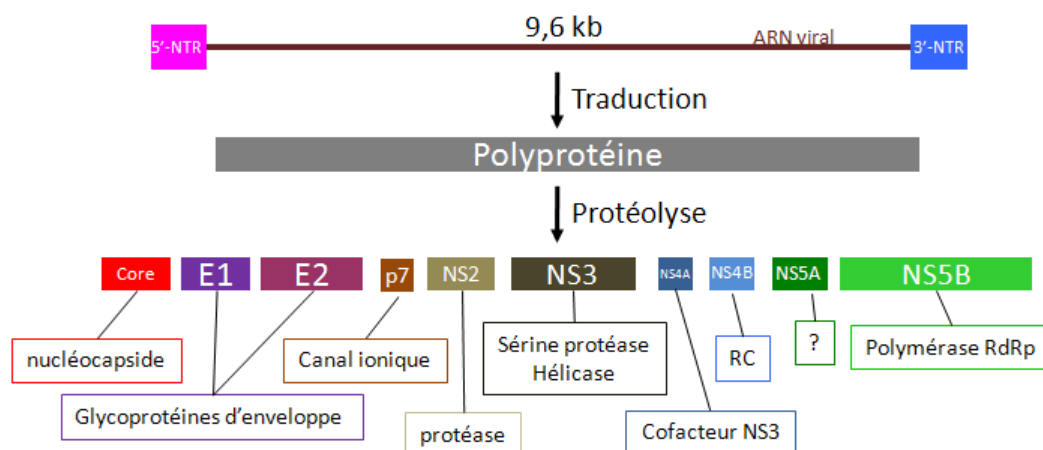 9,6 kb
5'-NTR
ARN viral
3'-NTR
Traduction
Polyprotéine
Protéolyse
Core
E1
E2
p7
NS2
NS3
NS4A
NS4B
NS5A
NS5B
nucléocapside
Glycoprotéines d'enveloppe
Canal ionique
protéase
Sérine protéase
Hélicase
Cofacteur NS3
RC
?
Polymérase RdRp